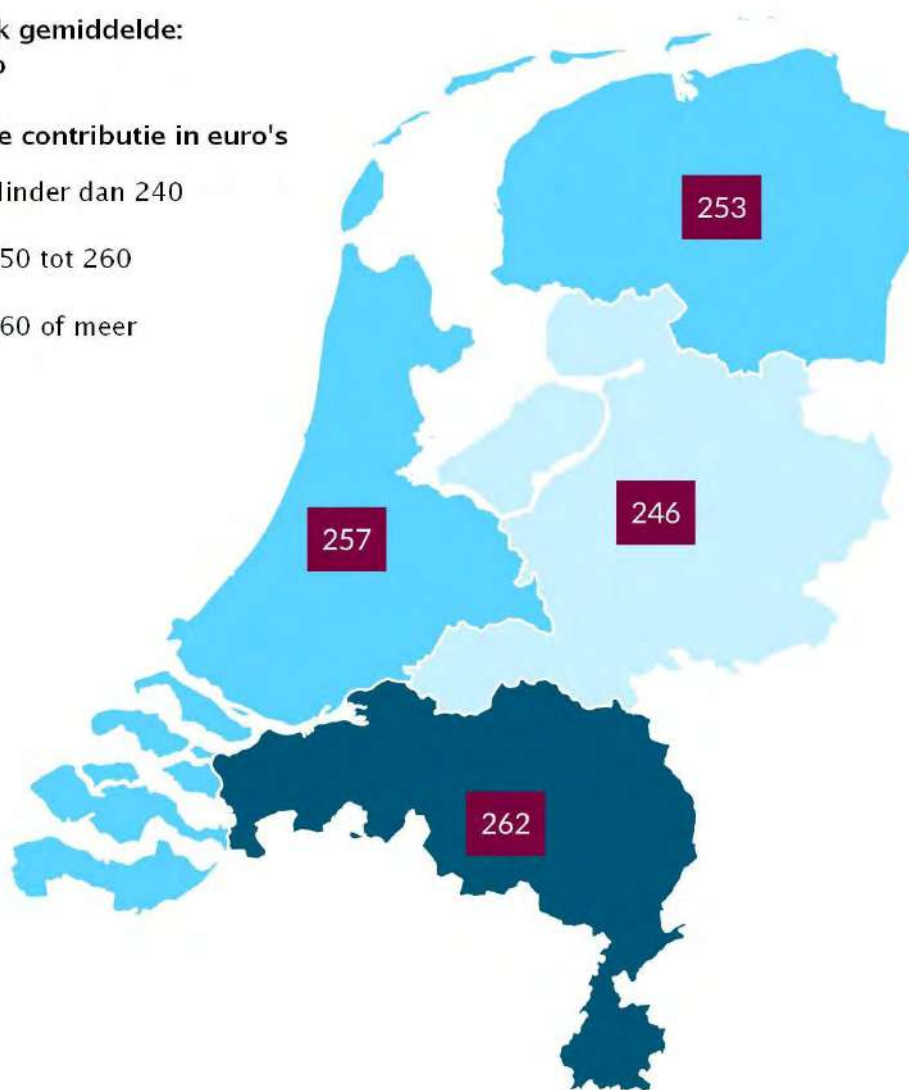 k gemiddelde:
e contributie in euro's
inder dan 240
50 tot 260
60 of meer
253
246
257
262